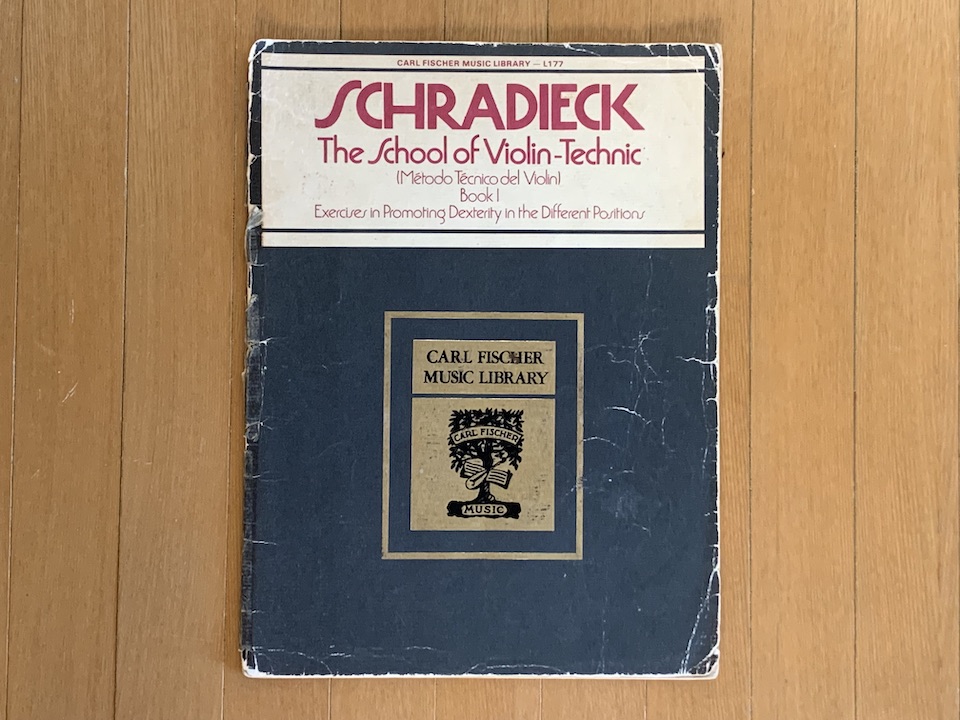 CARL FISCHER MUSIC LIBRARY — L177
SCHRADIECK
The School of Violin-Technic
(Método Técnico del Violin)
Book I
Exercises in Promoting Dexterity in the Different Positions
CARL FISCHER
MUSIC LIBRARY
CARL FISCHER
MUSIC